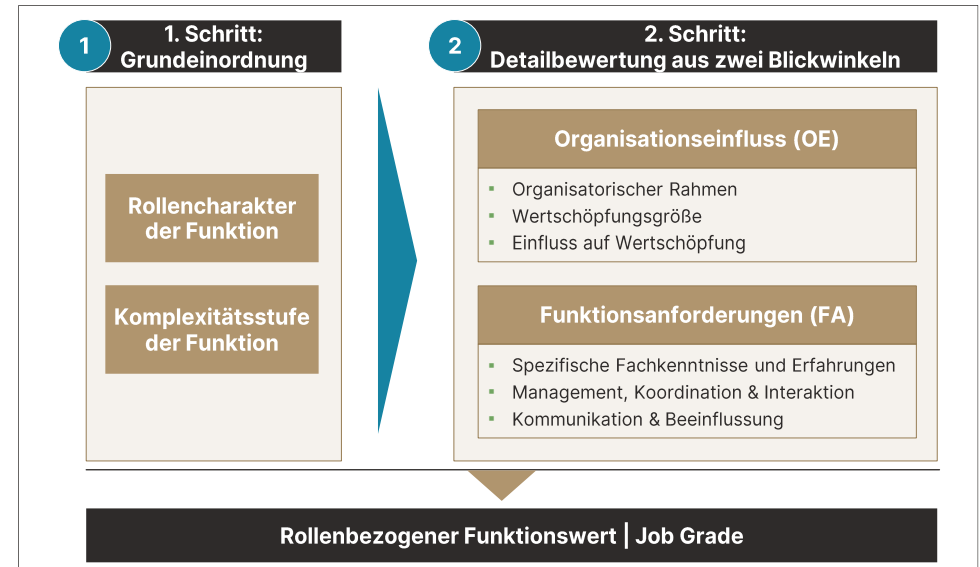 1
1. Schritt:
Grundeinordnung
Rollencharakter
der Funktion
Komplexitätsstufe
der Funktion
2
2. Schritt:
Detailbewertung aus zwei Blickwinkeln
Organisationseinfluss (OE)
▪ Organisatorischer Rahmen
▪ Wertschöpfungsgröße
▪ Einfluss auf Wertschöpfung
Funktionsanforderungen (FA)
▪ Spezifische Fachkenntnisse und Erfahrungen
▪ Management, Koordination & Interaktion
▪ Kommunikation & Beeinflussung
Rollenbezogener Funktionswert | Job Grade